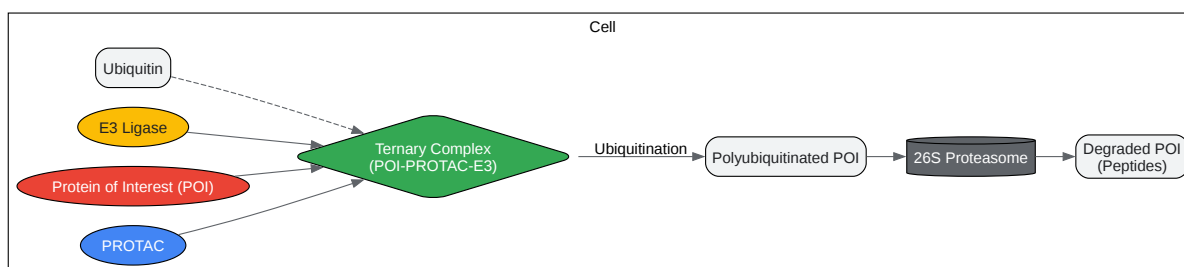 Cell
Ubiquitin
E3 Ligase
Protein of Interest (POI)
PROTAC
Ternary Complex
(POI-PROTAC-E3)
Ubiquitination
Polyubiquitinated POI
26S Proteasome
Degraded POI
(Peptides)